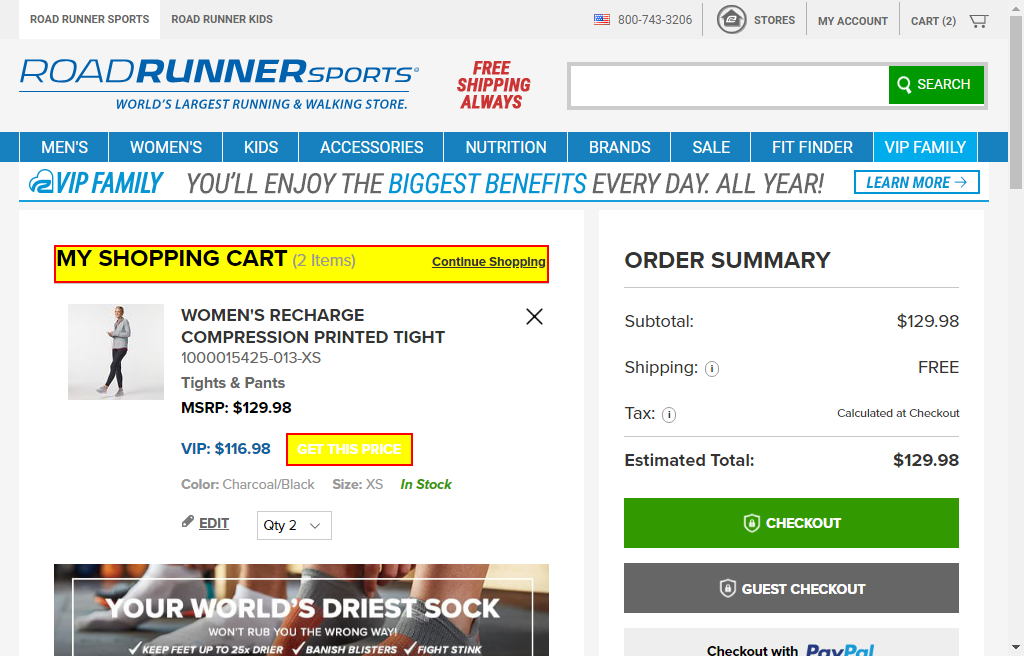 ROAD RUNNER SPORTS
ROAD RUNNER KIDS
800-743-3206
STORES
MY ACCOUNT
CART (2)
ROADRUNNERSPORTS
WORLD'S LARGEST RUNNING & WALKING STORE.
FREE
SHIPPING
ALWAYS
SEARCH
MEN'S
WOMEN'S
KIDS
ACCESSORIES
NUTRITION
BRANDS
SALE
FIT FINDER
VIP FAMILY
VIP FAMILY YOU'LL ENJOY THE BIGGEST BENEFITS EVERY DAY. ALL YEAR! LEARN MORE →
MY SHOPPING CART (2 Items)
Continue Shopping
WOMEN'S RECHARGE
COMPRESSION PRINTED TIGHT
1000015425-013-XS
Tights & Pants
MSRP: $129.98
VIP: $116.98
GET THIS PRICE
Color: Charcoal/Black Size: XS In Stock
EDIT
Qty 2
YOUR WORLD'S DRIEST SOCK
WON'T RUB YOU THE WRONG WAY!
✓KEEP FEET UP TO 25x DRIER ✓BANISH BLISTERS ✓FIGHT STINK
ORDER SUMMARY
Subtotal: $129.98
Shipping: i FREE
Tax: i Calculated at Checkout
Estimated Total: $129.98
CHECKOUT
GUEST CHECKOUT
Checkout with PayPal